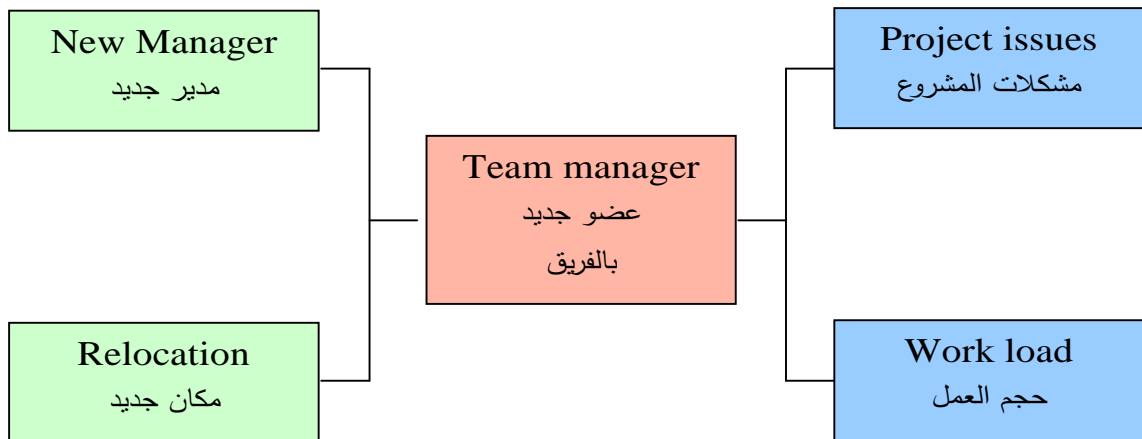 New Manager
مدير جديد
Project issues
مشكلات المشروع
Team manager
عضو جديد
بالفريق
Relocation
مكان جديد
Work load
حجم العمل